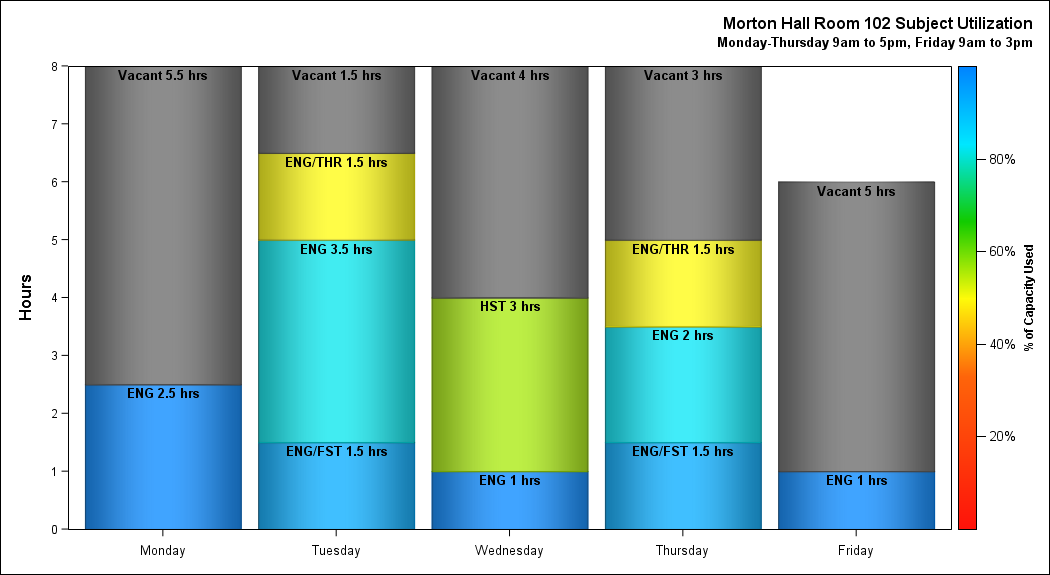 Morton Hall Room 102 Subject Utilization
Monday-Thursday 9am to 5pm, Friday 9am to 3pm
Hours
8
7
6
5
4
3
2
1
0
Vacant 5.5 hrs
ENG 2.5 hrs
Vacant 1.5 hrs
ENG/THR 1.5 hrs
ENG 3.5 hrs
ENG/FST 1.5 hrs
Vacant 4 hrs
HST 3 hrs
ENG 1 hrs
Vacant 3 hrs
ENG/THR 1.5 hrs
ENG 2 hrs
ENG/FST 1.5 hrs
Vacant 5 hrs
ENG 1 hrs
Monday
Tuesday
Wednesday
Thursday
Friday
80%
60%
40%
20%
% of Capacity Used